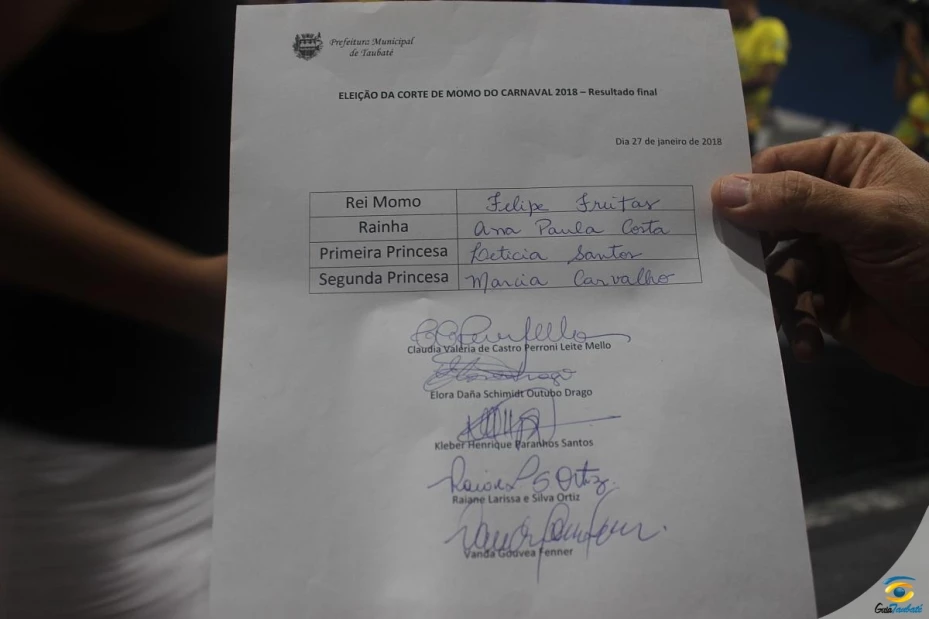 Prefeitura Municipal
de Taubaté
ELEIÇÃO DA CORTE DE MOMO DO CARNAVAL 2018 – Resultado final
Dia 27 de janeiro de 2018
Rei Momo Felipe Freitas
Rainha Ana Paula Costa
Primeira Princesa Leticia Santos
Segunda Princesa Marcia Carvalho
Claudia Valéria de Castro Perroni Leite Mello
Elora Daña Schimidt Outubo Drago
Kleber Henrique Paranhos Santos
Raiane Larissa e Silva Ortiz
Vanda Gouvea Fenner
GuiaTaubaté